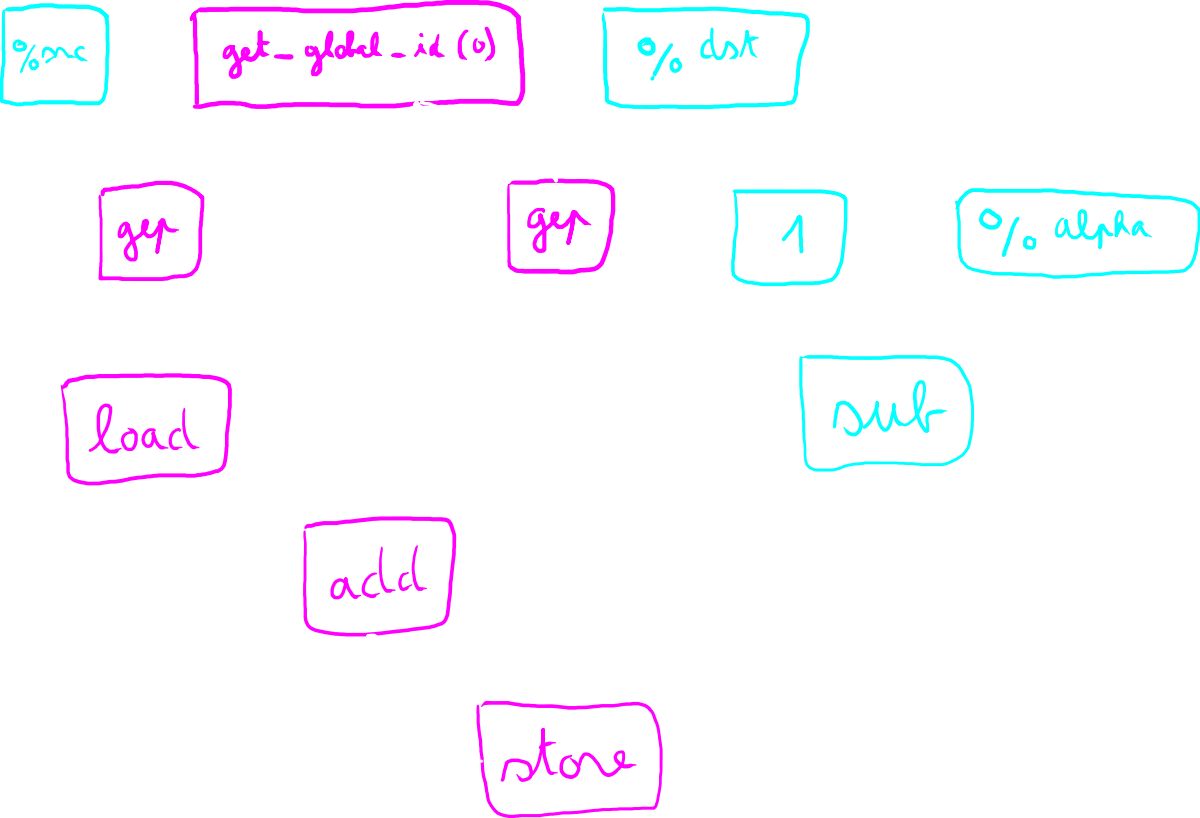 %src get_global_id(0) %dst
gep gep 1 %alpha
load sub
add
store